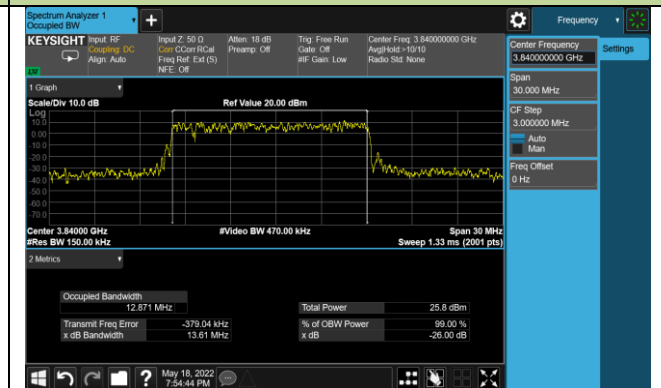 Spectrum Analyzer 1
Occupied BW
+
Frequency
KEYSIGHT
Input: RF
Coupling: DC
Align: Auto
Input Z: 50 Ω
Corr CCorr RCal
Freq Ref: Ext (S)
NFE: Off
Atten: 18 dB
Preamp: Off
Trig: Free Run
Gate: Off
#IF Gain: Low
Center Freq: 3.840000000 GHz
Avg|Hold:>10/10
Radio Std: None
LXI
Center Frequency
3.840000000 GHz
Settings
Span
30.000 MHz
CF Step
3.000000 MHz
Auto
Man
Freq Offset
0 Hz
1 Graph
Scale/Div 10.0 dB
Ref Value 20.00 dBm
Log
10.0
0.00
-10.0
-20.0
-30.0
-40.0
-50.0
-60.0
-70.0
Center 3.84000 GHz
#Video BW 470.00 kHz
Span 30 MHz
#Res BW 150.00 kHz
Sweep 1.33 ms (2001 pts)
2 Metrics
Occupied Bandwidth
12.871 MHz
Total Power
25.8 dBm
Transmit Freq Error
-379.04 kHz
% of OBW Power
99.00 %
x dB Bandwidth
13.61 MHz
x dB
-26.00 dB
?
May 18, 2022
7:54:44 PM